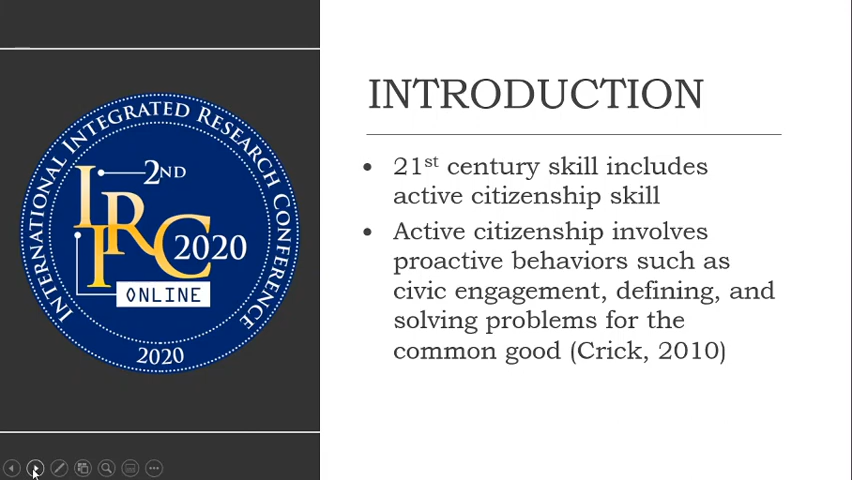 INTERNATIONAL INTEGRATED RESEARCH CONFERENCE
2ND
IIRC 2020
ONLINE
2020
INTRODUCTION
• 21st century skill includes
active citizenship skill
• Active citizenship involves
proactive behaviors such as
civic engagement, defining, and
solving problems for the
common good (Crick, 2010)